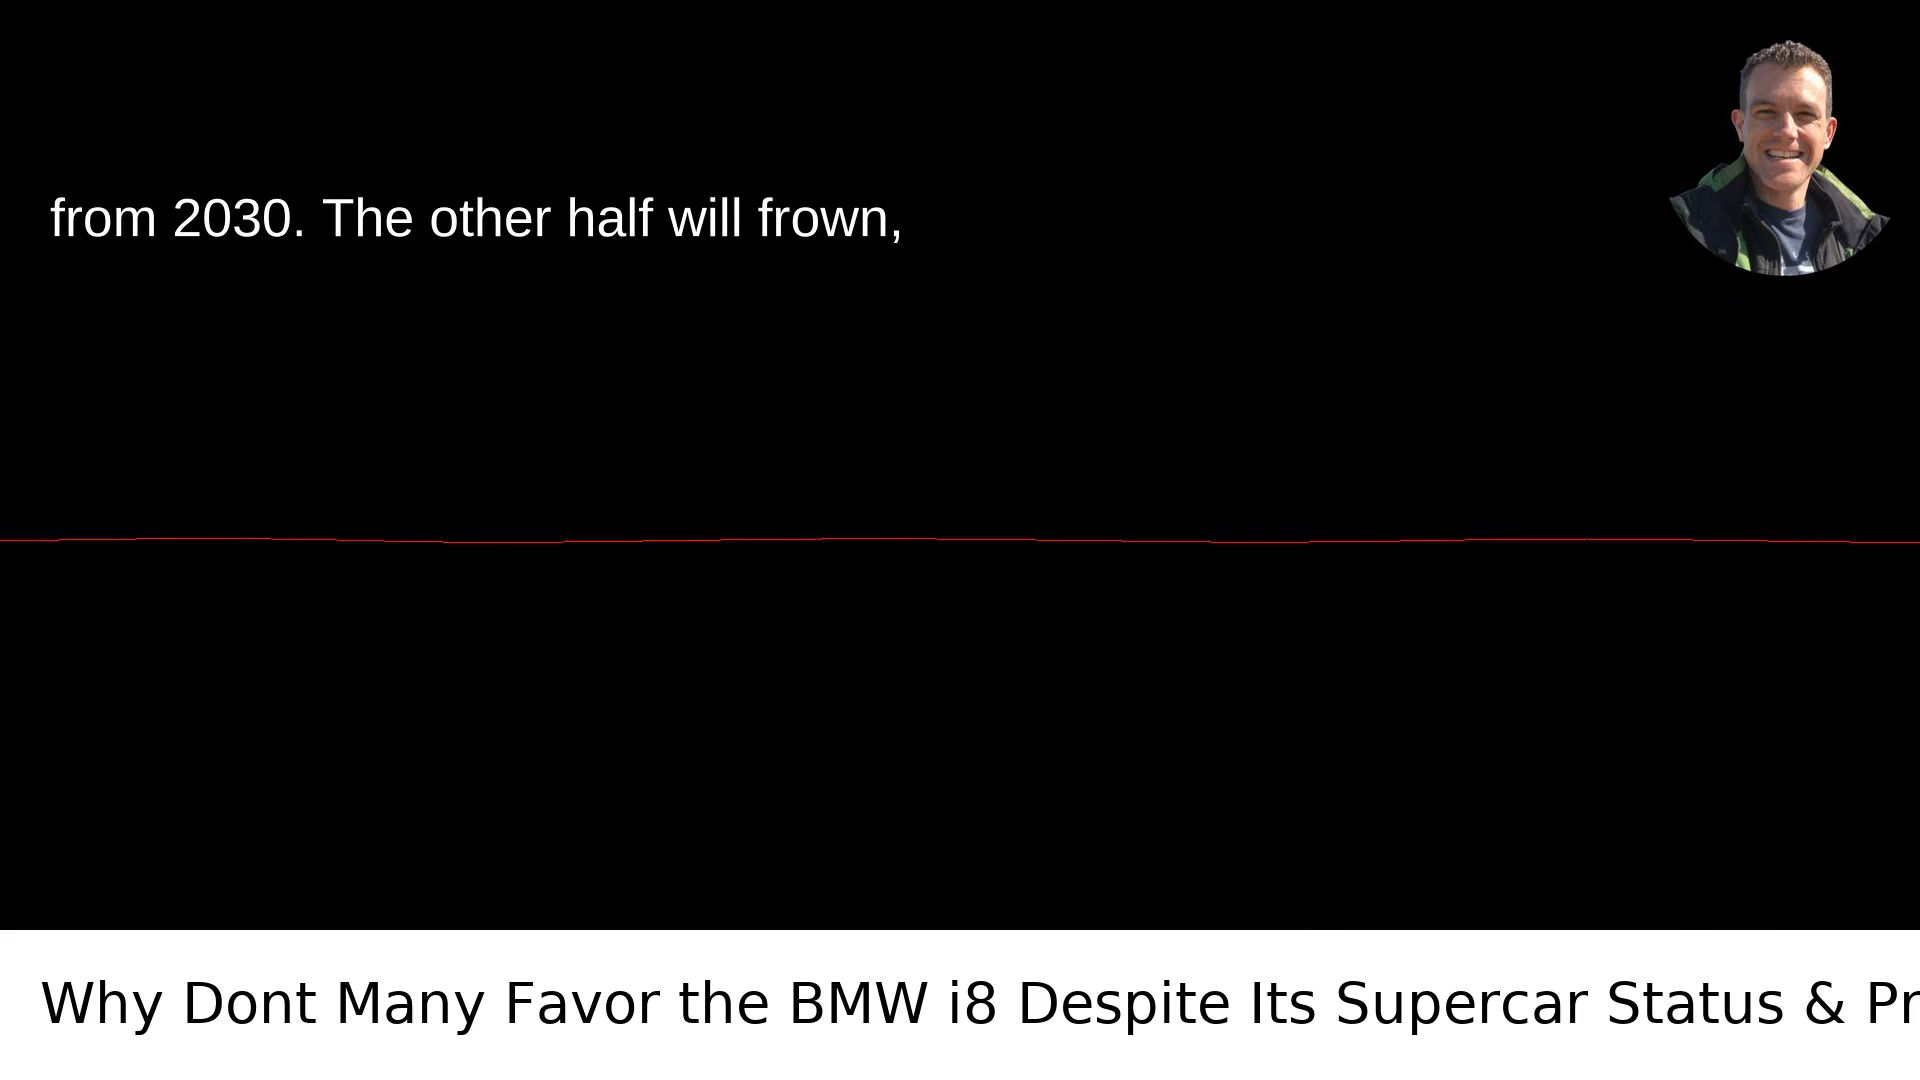 from 2030. The other half will frown,
Why Dont Many Favor the BMW i8 Despite Its Supercar Status & Pr